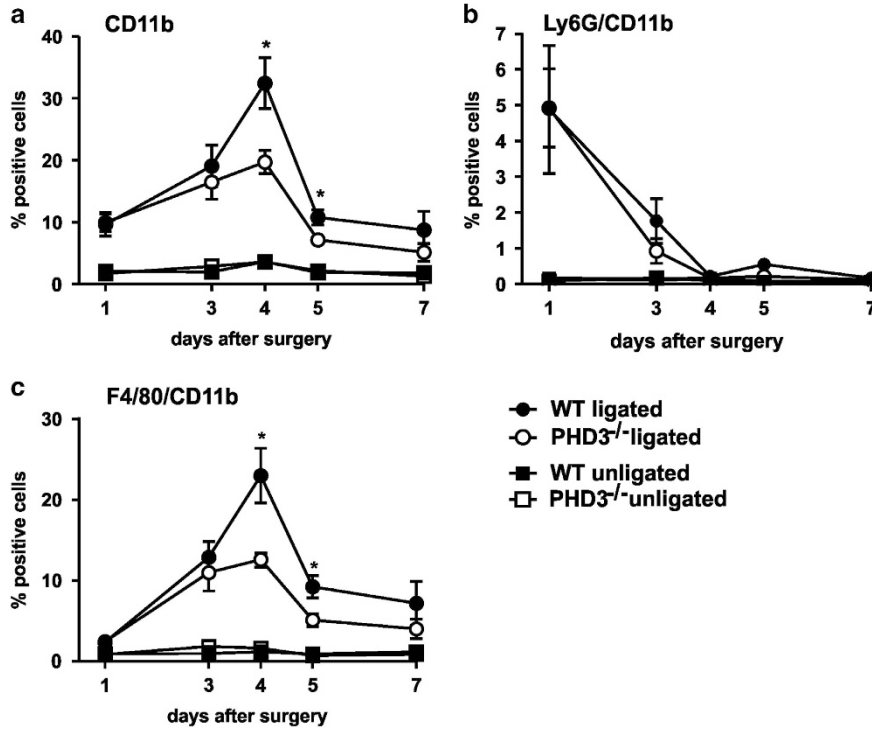 a
CD11b
40
30
20
10
0
% positive cells
*
*
1 3 4 5 7
days after surgery
b
Ly6G/CD11b
7
6
5
4
3
2
1
0
% positive cells
1 3 4 5 7
days after surgery
c
F4/80/CD11b
30
20
10
0
% positive cells
*
*
1 3 4 5 7
days after surgery
WT ligated
PHD3-/-ligated
WT unligated
PHD3-/-unligated